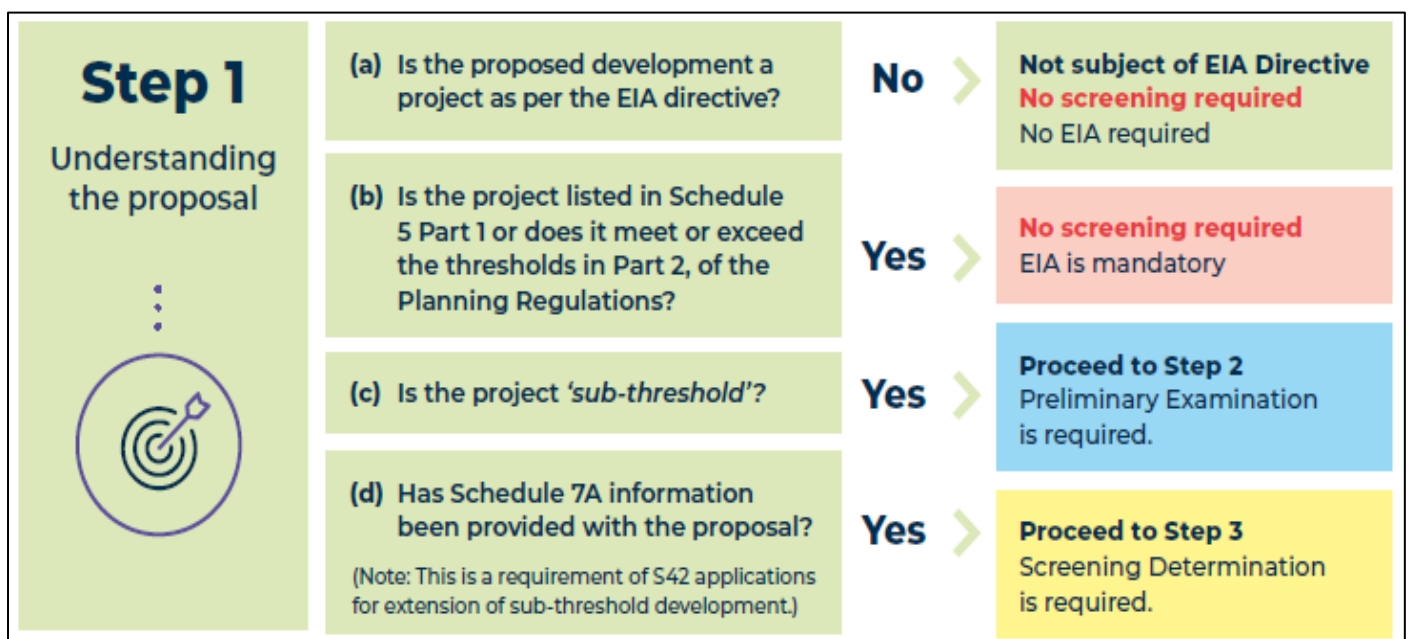 Step 1
Understanding
the proposal
(a) Is the proposed development a
project as per the EIA directive?
No
Not subject of EIA Directive
No screening required
No EIA required
(b) Is the project listed in Schedule
5 Part 1 or does it meet or exceed
the thresholds in Part 2, of the
Planning Regulations?
Yes
No screening required
EIA is mandatory
(c) Is the project ‘sub-threshold’?
Yes
Proceed to Step 2
Preliminary Examination
is required.
(d) Has Schedule 7A information
been provided with the proposal?
(Note: This is a requirement of S42 applications
for extension of sub-threshold development.)
Yes
Proceed to Step 3
Screening Determination
is required.